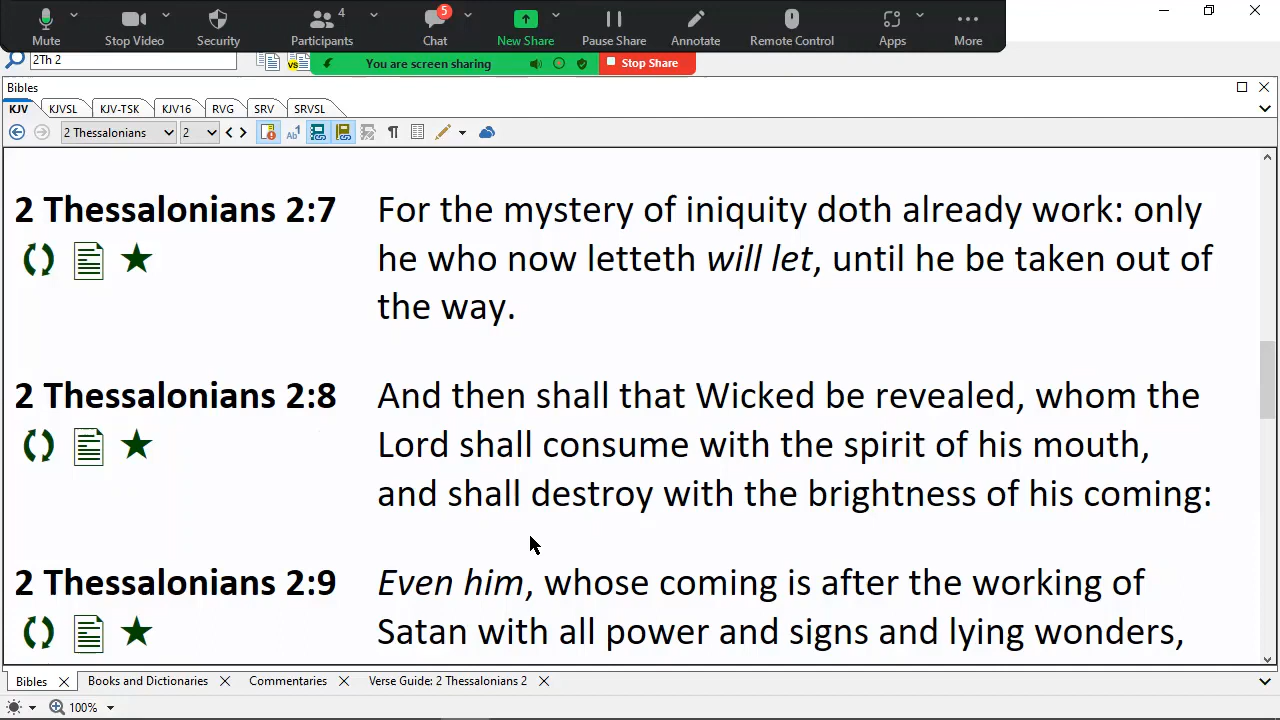 Mute Stop Video Security Participants 4 Chat 5 New Share Pause Share Annotate Remote Control Apps More
2Th 2 VS You are screen sharing Stop Share
Bibles
KJV KJVSL KJV-TSK KJV16 RVG SRV SRVSL
2 Thessalonians 2
2 Thessalonians 2:7 For the mystery of iniquity doth already work: only
he who now letteth will let, until he be taken out of
the way.
2 Thessalonians 2:8 And then shall that Wicked be revealed, whom the
Lord shall consume with the spirit of his mouth,
and shall destroy with the brightness of his coming:
2 Thessalonians 2:9 Even him, whose coming is after the working of
Satan with all power and signs and lying wonders,
Bibles Books and Dictionaries Commentaries Verse Guide: 2 Thessalonians 2
100%